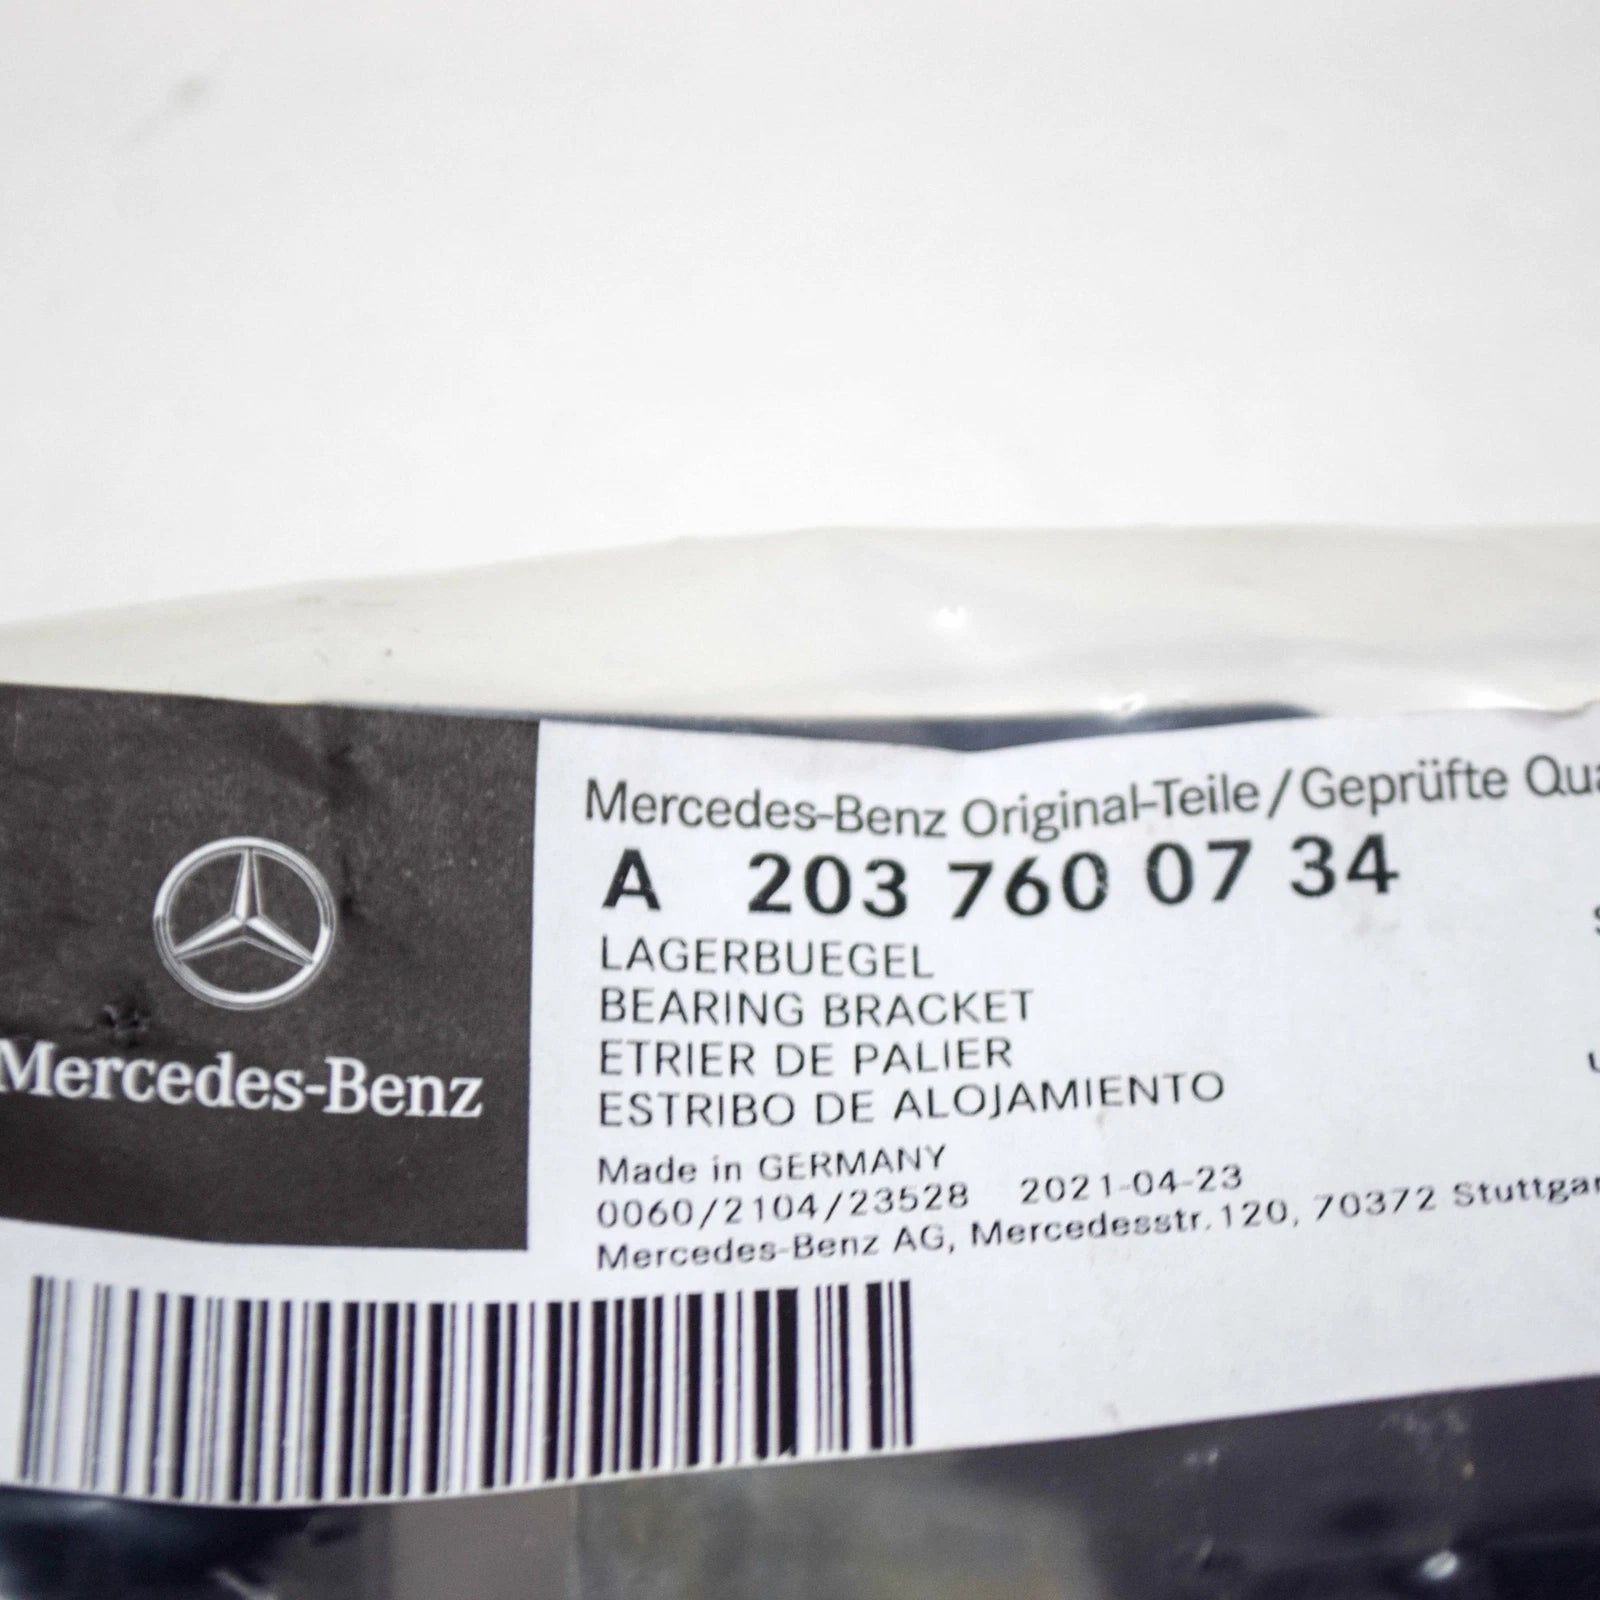 Mercedes-Benz
Mercedes-Benz Original-Teile/Geprüfte
A 203 760 07 34
LAGERBUEGEL
BEARING BRACKET
ETRIER DE PALIER
ESTRIBO DE ALOJAMIENTO
Made in GERMANY
0060/2104/23528 2021-04-23
Mercedes-Benz AG, Mercedesstr. 120, 70372